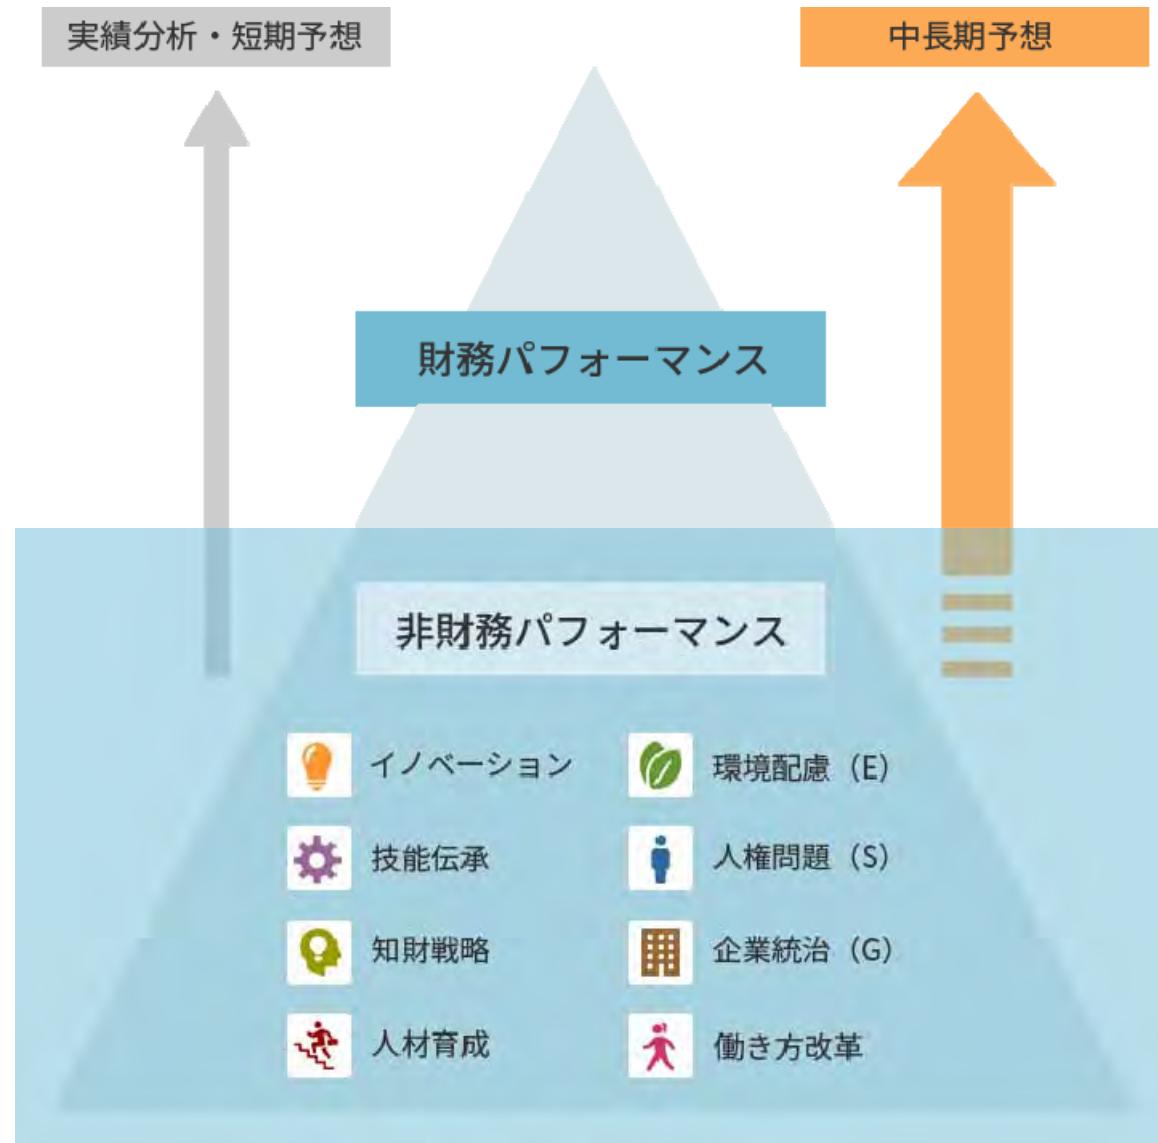 実績分析・短期予想
中長期予想
財務パフォーマンス
非財務パフォーマンス
イノベーション
環境配慮（E）
技能伝承
人権問題（S）
知財戦略
企業統治（G）
人材育成
働き方改革